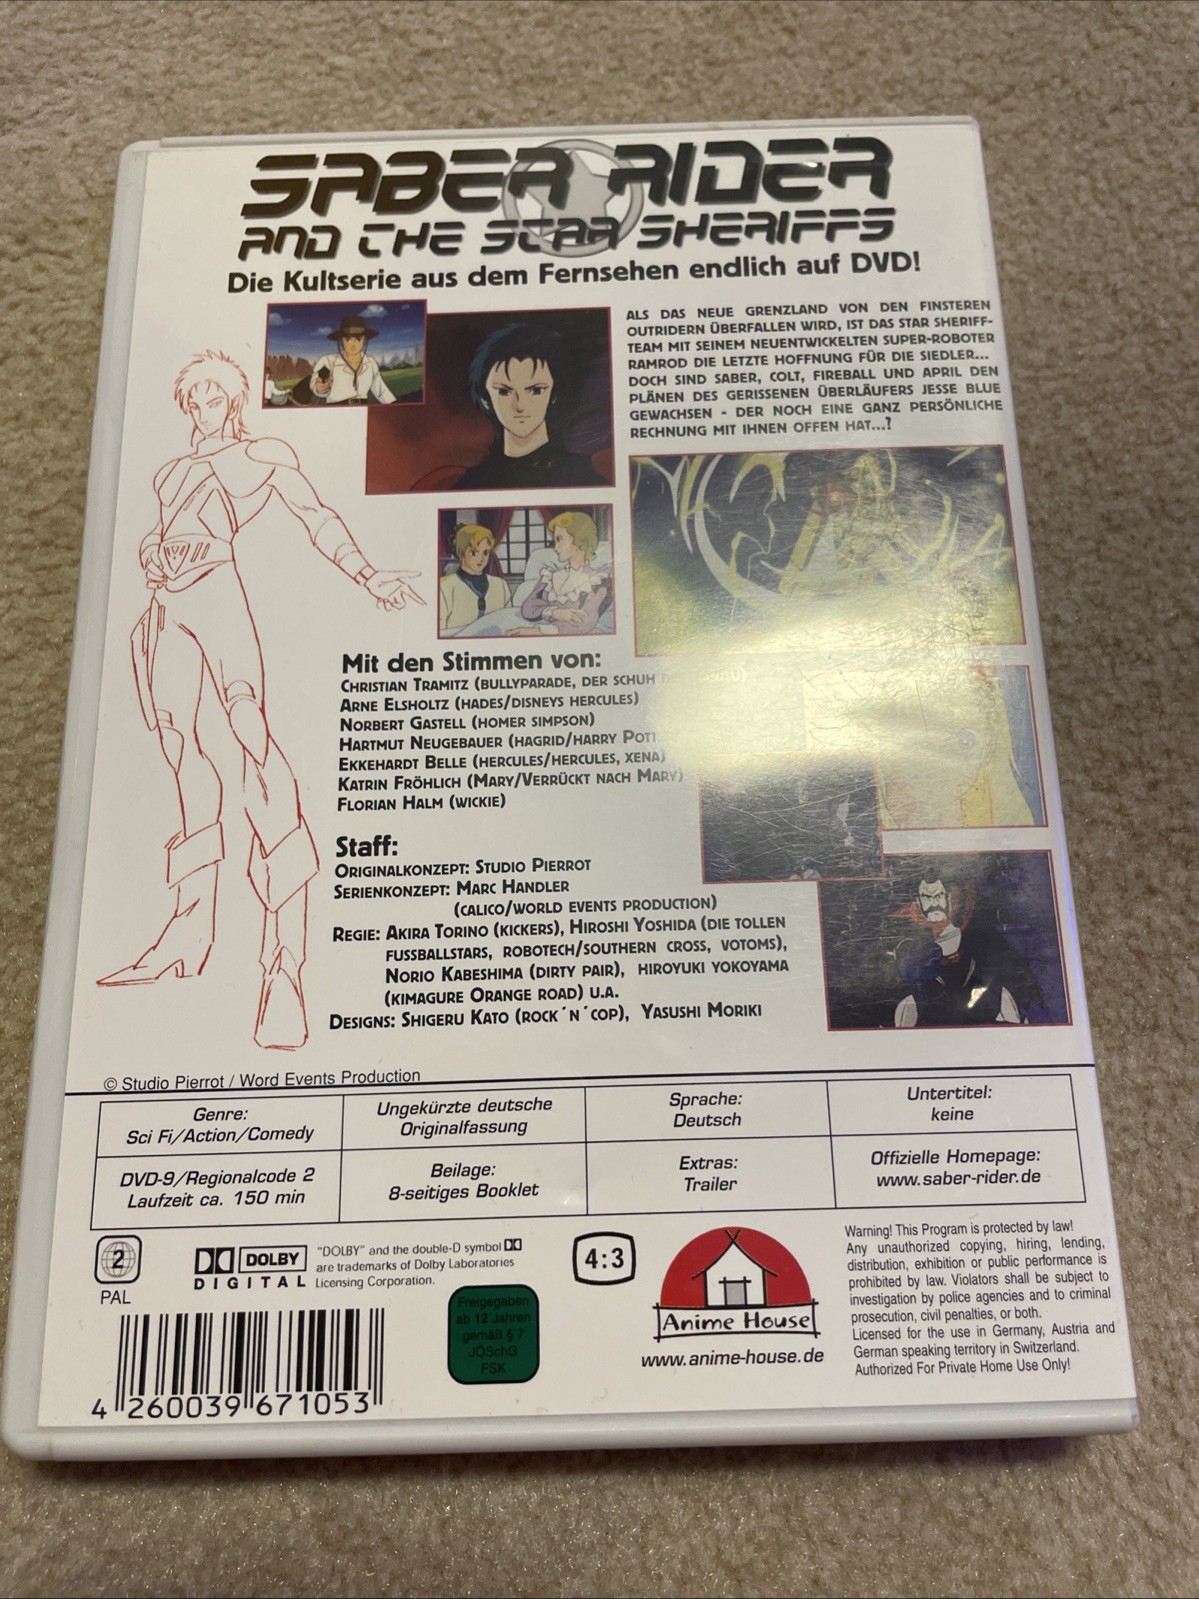 SABER RIDER
AND THE STAR SHERIFFS
Die Kultserie aus dem Fernsehen endlich auf DVD!
ALS DAS NEUE GRENZLAND VON DEN FINSTEREN
OUTRIDERN ÜBERFALLEN WIRD, IST DAS STAR SHERIFF-
TEAM MIT SEINEM NEUENTWICKELTEN SUPER-ROBOTER
RAMROD DIE LETZTE HOFFNUNG FÜR DIE SIEDLER...
DOCH SIND SABER, COLT, FIREBALL UND APRIL DEN
PLÄNEN DES GERISSENEN ÜBERLÄUFERS JESSE BLUE
GEWACHSEN - DER NOCH EINE GANZ PERSÖNLICHE
RECHNUNG MIT IHNEN OFFEN HAT...?
Mit den Stimmen von:
CHRISTIAN TRAMITZ (BULLYPARADE, DER SCHUH
ARNE ELSHOLTZ (HADES/DISNEYS HERCULES)
NORBERT GASTELL (HOMER SIMPSON)
HARTMUT NEUGEBAUER (HAGRID/HARRY
EKKEHARDT BELLE (HERCULES/HERCULES, XENA)
KATRIN FRÖHLICH (MARY/VERRÜCKT NACH MARY)
FLORIAN HALM (WICKIE)
Staff:
ORIGINALKONZEPT: STUDIO PIERROT
SERIENKONZEPT: MARC HANDLER
(CALICO/WORLD EVENTS PRODUCTION)
REGIE: AKIRA TORINO (KICKERS), HIROSHI YOSHIDA (DIE TOLLEN
FUSSBALLSTARS, ROBOTECH/SOUTHERN CROSS, VOTOMS),
NORIO KABESHIMA (DIRTY PAIR), HIROYUKI YOKOYAMA
(KIMAGURE ORANGE ROAD) U.A.
DESIGNS: SHIGERU KATO (ROCK´N´COP), YASUSHI MORIKI
© Studio Pierrot / Word Events Production
Genre:
Sci Fi/Action/Comedy
Ungekürzte deutsche
Originalfassung
Sprache:
Deutsch
Untertitel:
keine
DVD-9/Regionalcode 2
Laufzeit ca. 150 min
Beilage:
8-seitiges Booklet
Extras:
Trailer
Offizielle Homepage:
www.saber-rider.de
2
PAL
DOLBY
DIGITAL
"DOLBY" and the double-D symbol
are trademarks of Dolby Laboratories
Licensing Corporation.
4:3
Freigegeben
ab 12 Jahren
gemäß § 7
JÖSchG
FSK
Anime House
www.anime-house.de
Warning! This Program is protected by law!
Any unauthorized copying, hiring, lending,
distribution, exhibition or public performance is
prohibited by law. Violators shall be subject to
investigation by police agencies and to criminal
prosecution, civil penalties, or both.
Licensed for the use in Germany, Austria and
German speaking territory in Switzerland.
Authorized For Private Home Use Only!
4 260039 671053